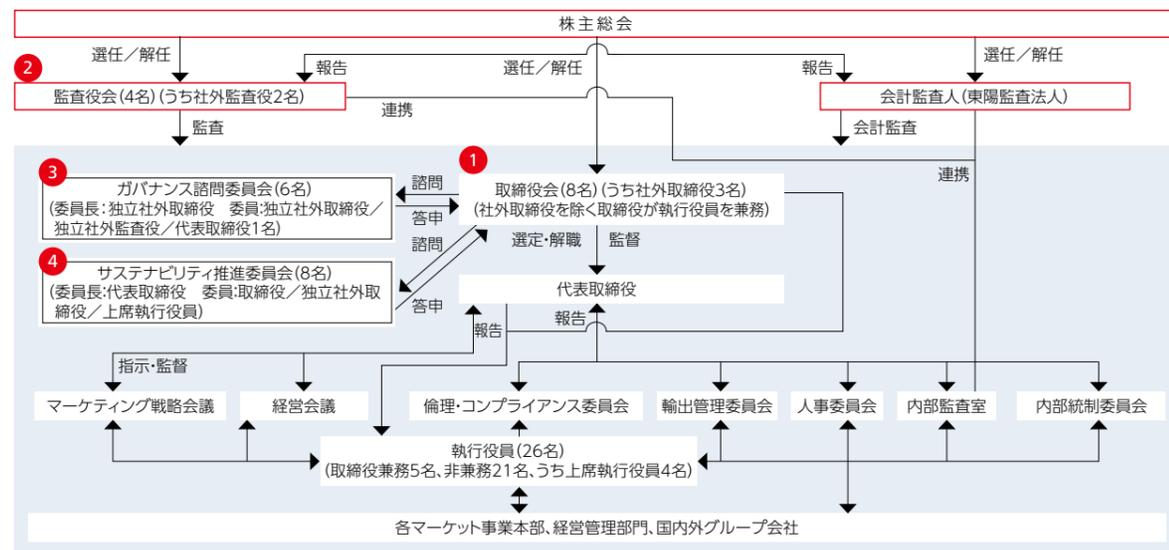 株主総会
選任／解任
報告
選任／解任
報告
選任／解任
2
監査役会(4名)(うち社外監査役2名)
連携
会計監査人(東陽監査法人)
監査
会計監査
連携
3
ガバナンス諮問委員会(6名)
(委員長：独立社外取締役　委員：独立社外取締役／
独立社外監査役／代表取締役1名)
諮問
答申
1
取締役会(8名)(うち社外取締役3名)
(社外取締役を除く取締役が執行役員を兼務)
諮問
答申
選定・解職
監督
4
サステナビリティ推進委員会(8名)
(委員長：代表取締役　委員：取締役／独立社外取
締役／上席執行役員)
代表取締役
報告
報告
指示・監督
マーケティング戦略会議
経営会議
倫理・コンプライアンス委員会
輸出管理委員会
人事委員会
内部監査室
内部統制委員会
執行役員(26名)
(取締役兼務5名、非兼務21名、うち上席執行役員4名)
各マーケット事業本部、経営管理部門、国内外グループ会社